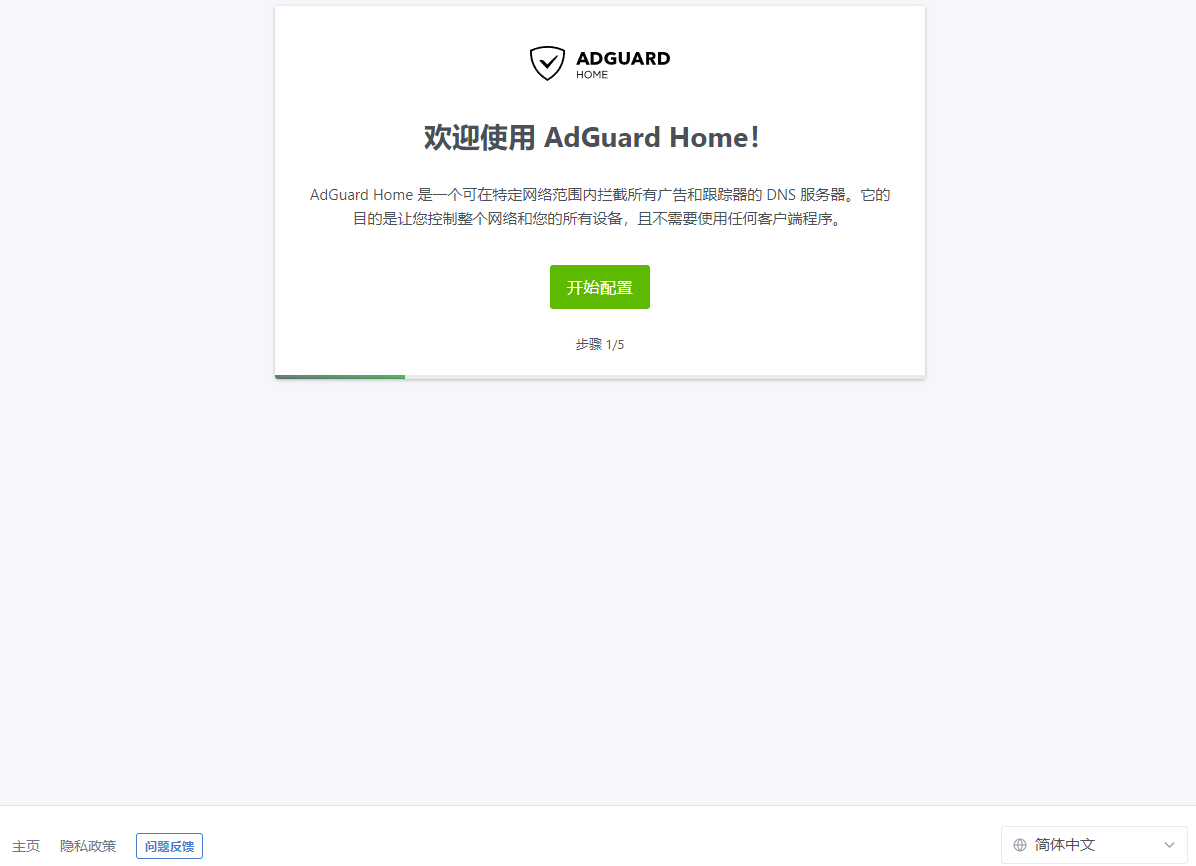 ADGUARD
HOME
欢迎使用 AdGuard Home！
AdGuard Home 是一个可在特定网络范围内拦截所有广告和跟踪器的 DNS 服务器。它的
目的是让您控制整个网络和您的所有设备，且不需要使用任何客户端程序。
开始配置
步骤 1/5
主页 隐私政策 问题反馈 简体中文